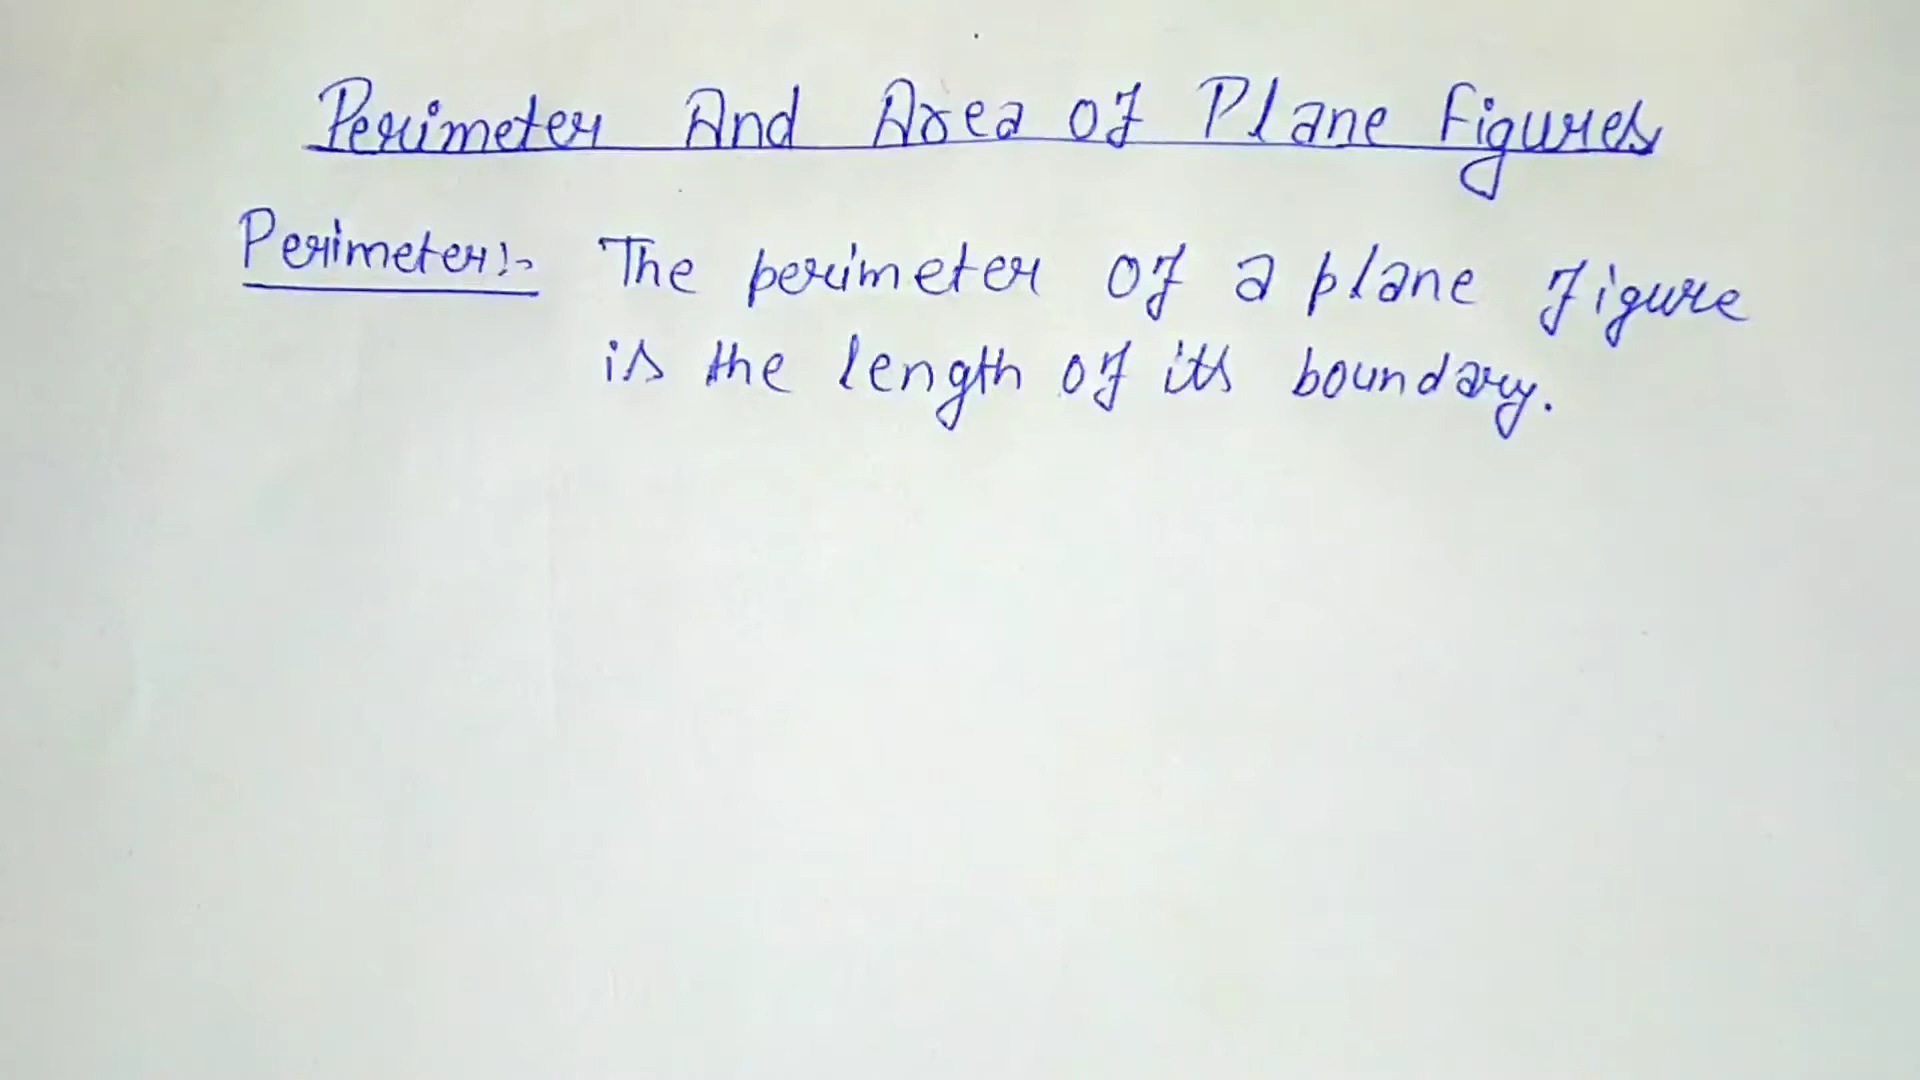 Perimeter And Area of Plane figures
Perimeter:- The perimeter of a plane figure
is the length of its boundary.